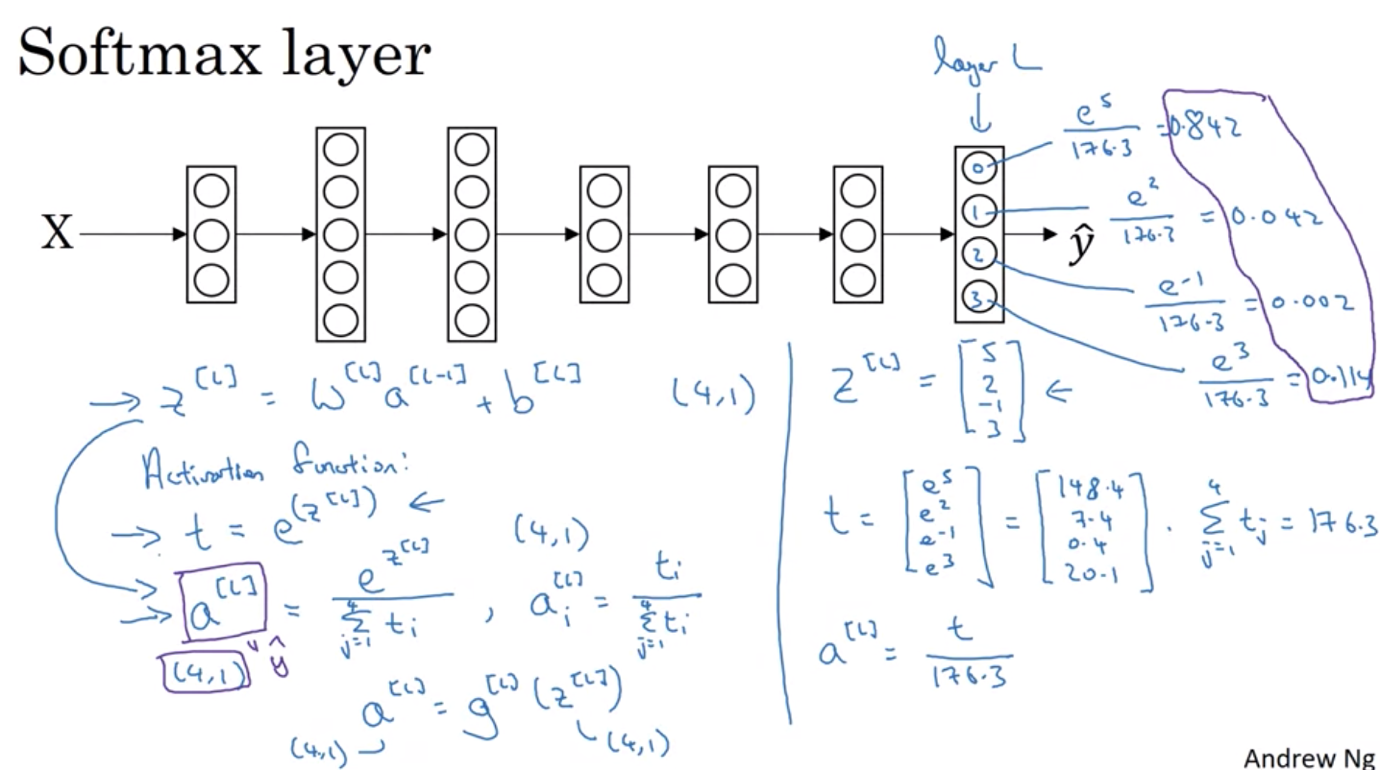 Softmax layer
layer L
X
ŷ
0
1
2
3
e^5 / 176.3 = 0.842
e^2 / 176.3 = 0.042
e^-1 / 176.3 = 0.002
e^3 / 176.3 = 0.114
→ z^[L] = W^[L] a^[L-1] + b^[L] (4,1)
Activation function:
→ t = e^(z^[L]) ←
(4,1)
→ a^[L] = e^z^[L] / ∑_{j=1}^{4} t_i , a_i^[L] = t_i / ∑_{j=1}^{4} t_i
(4,1) ŷ
a^[L] = g^[L] (z^[L])
(4,1) (4,1)
z^[L] = [5 2 -1 3] ←
t = [e^5 e^2 e^-1 e^3] = [148.4 7.4 0.4 20.1] . ∑_{j=1}^{4} t_j = 176.3
a^[L] = t / 176.3
Andrew Ng